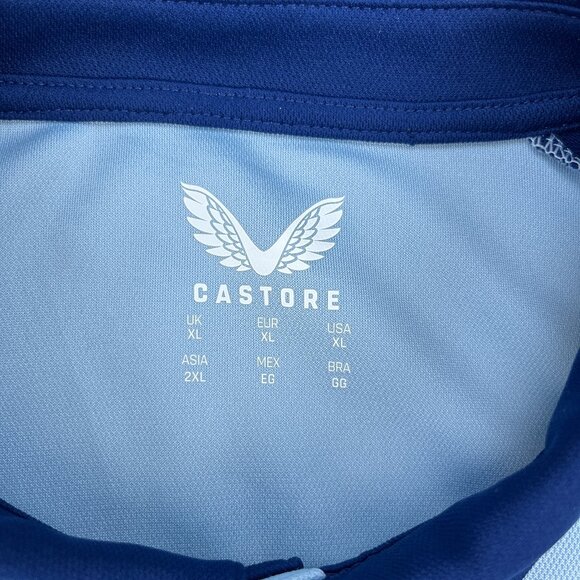 CASTORE
UK EUR USA
XL XL XL
ASIA MEX BRA
2XL EG GG